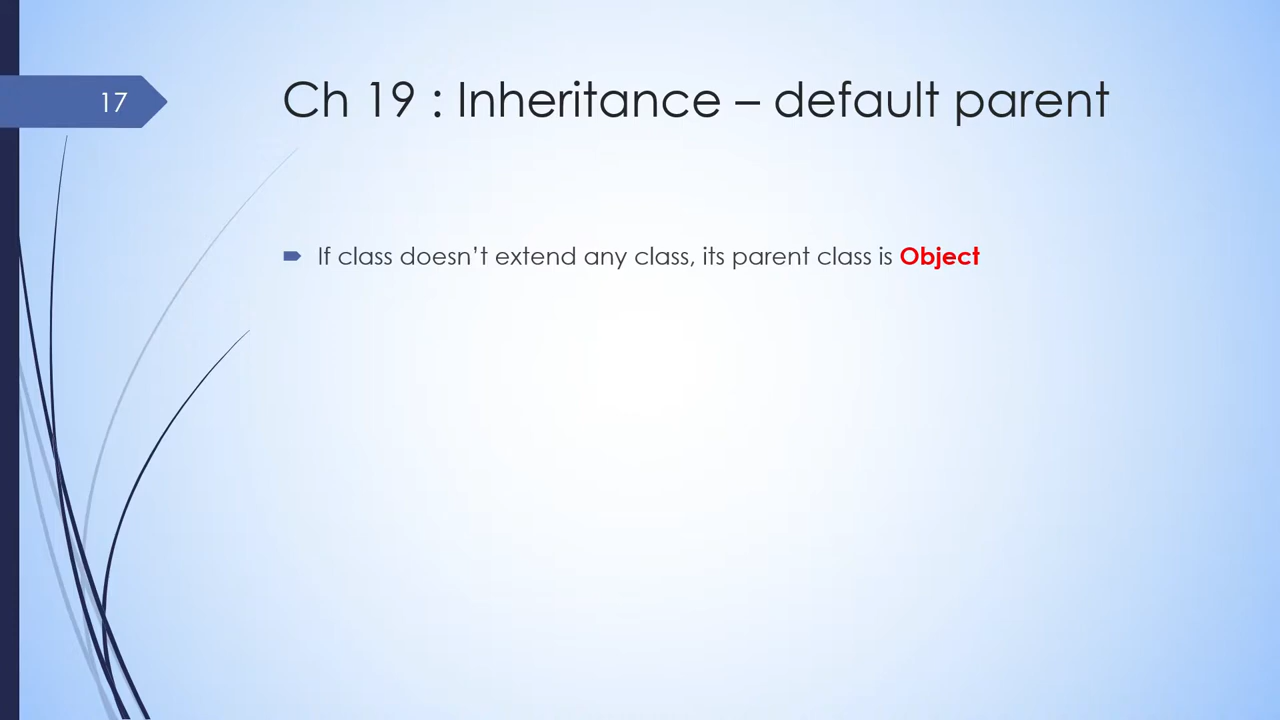 17
Ch 19 : Inheritance – default parent
If class doesn’t extend any class, its parent class is Object